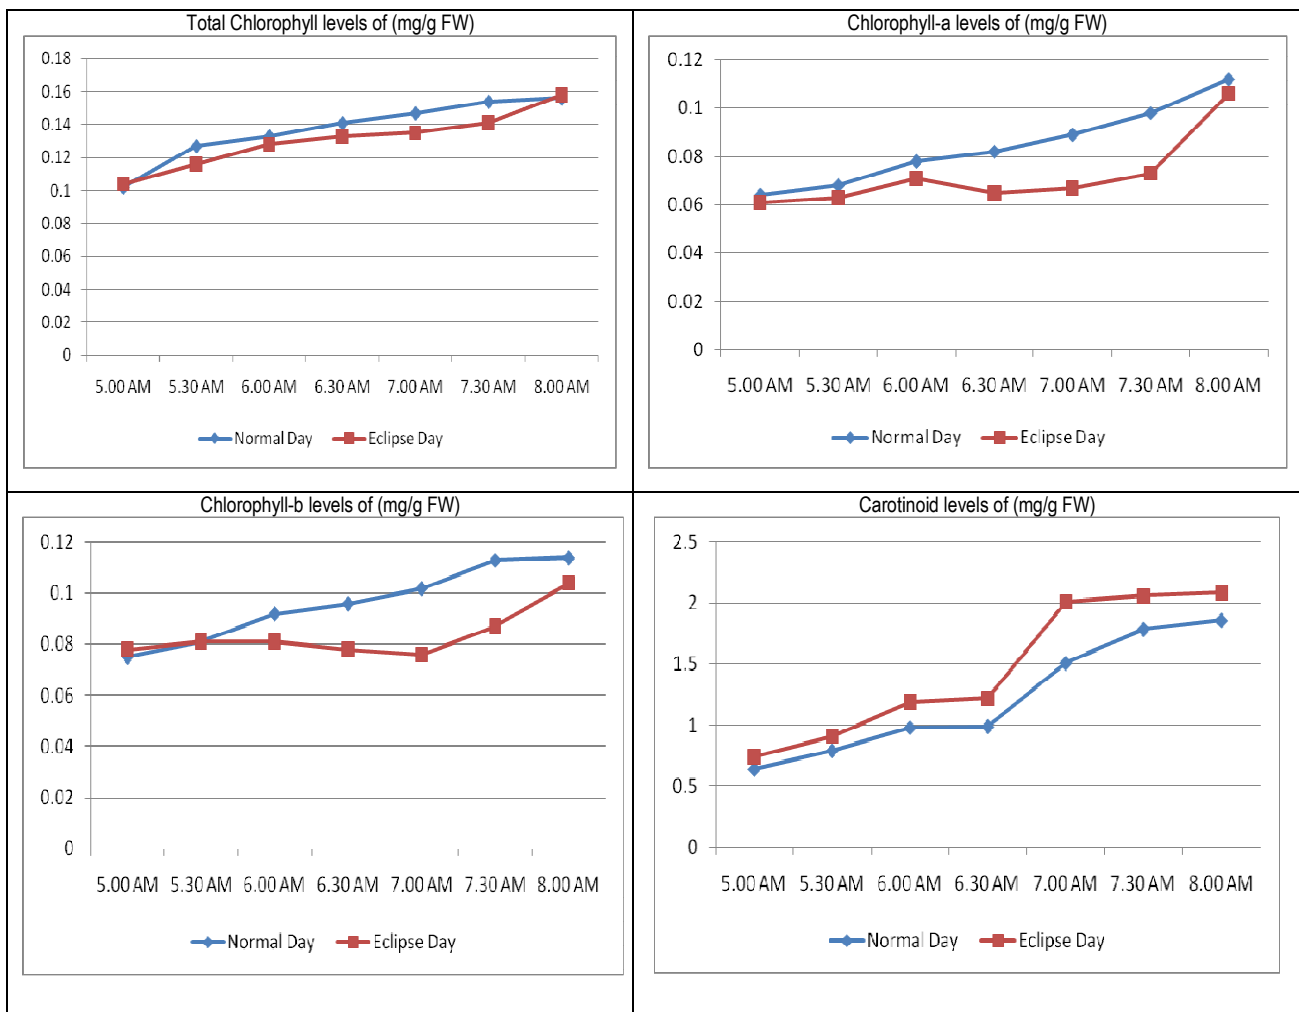 Total Chlorophyll levels of (mg/g FW)
0.18
0.16
0.14
0.12
0.1
0.08
0.06
0.04
0.02
0
5.00 AM 5.30 AM 6.00 AM 6.30 AM 7.00 AM 7.30 AM 8.00 AM
Normal Day Eclipse Day
Chlorophyll-a levels of (mg/g FW)
0.12
0.1
0.08
0.06
0.04
0.02
0
5.00 AM 5.30 AM 6.00 AM 6.30 AM 7.00 AM 7.30 AM 8.00 AM
Normal Day Eclipse Day
Chlorophyll-b levels of (mg/g FW)
0.12
0.1
0.08
0.06
0.04
0.02
0
5.00 AM 5.30 AM 6.00 AM 6.30 AM 7.00 AM 7.30 AM 8.00 AM
Normal Day Eclipse Day
Carotinoid levels of (mg/g FW)
2.5
2
1.5
1
0.5
0
5.00 AM 5.30 AM 6.00 AM 6.30 AM 7.00 AM 7.30 AM 8.00 AM
Normal Day Eclipse Day